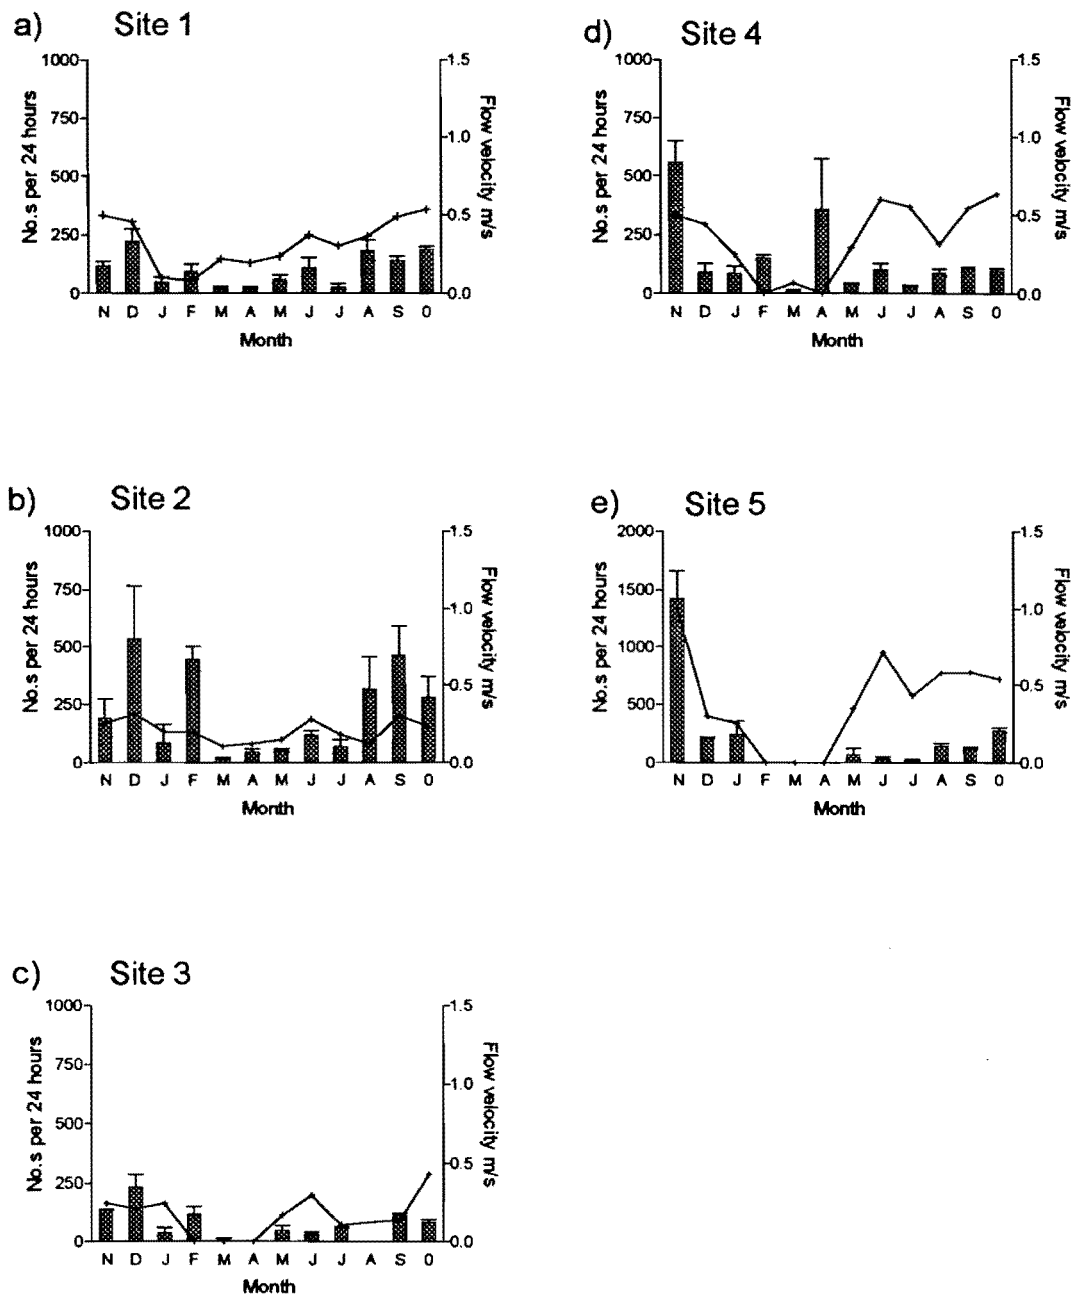 a) Site 1
1000
750
500
250
0
No.s per 24 hours
1.5
1.0
0.5
0.0
Flow velocity m/s
N D J F M A M J J A S 0
Month
d) Site 4
1000
750
500
250
0
No.s per 24 hours
1.5
1.0
0.5
0.0
Flow velocity m/s
N D J F M A M J J A S 0
Month
b) Site 2
1000
750
500
250
0
No.s per 24 hours
1.5
1.0
0.5
0.0
Flow velocity m/s
N D J F M A M J J A S 0
Month
e) Site 5
2000
1500
1000
500
0
No.s per 24 hours
1.5
1.0
0.5
0.0
Flow velocity m/s
N D J F M A M J J A S 0
Month
c) Site 3
1000
750
500
250
0
No.s per 24 hours
1.5
1.0
0.5
0.0
Flow velocity m/s
N D J F M A M J J A S 0
Month